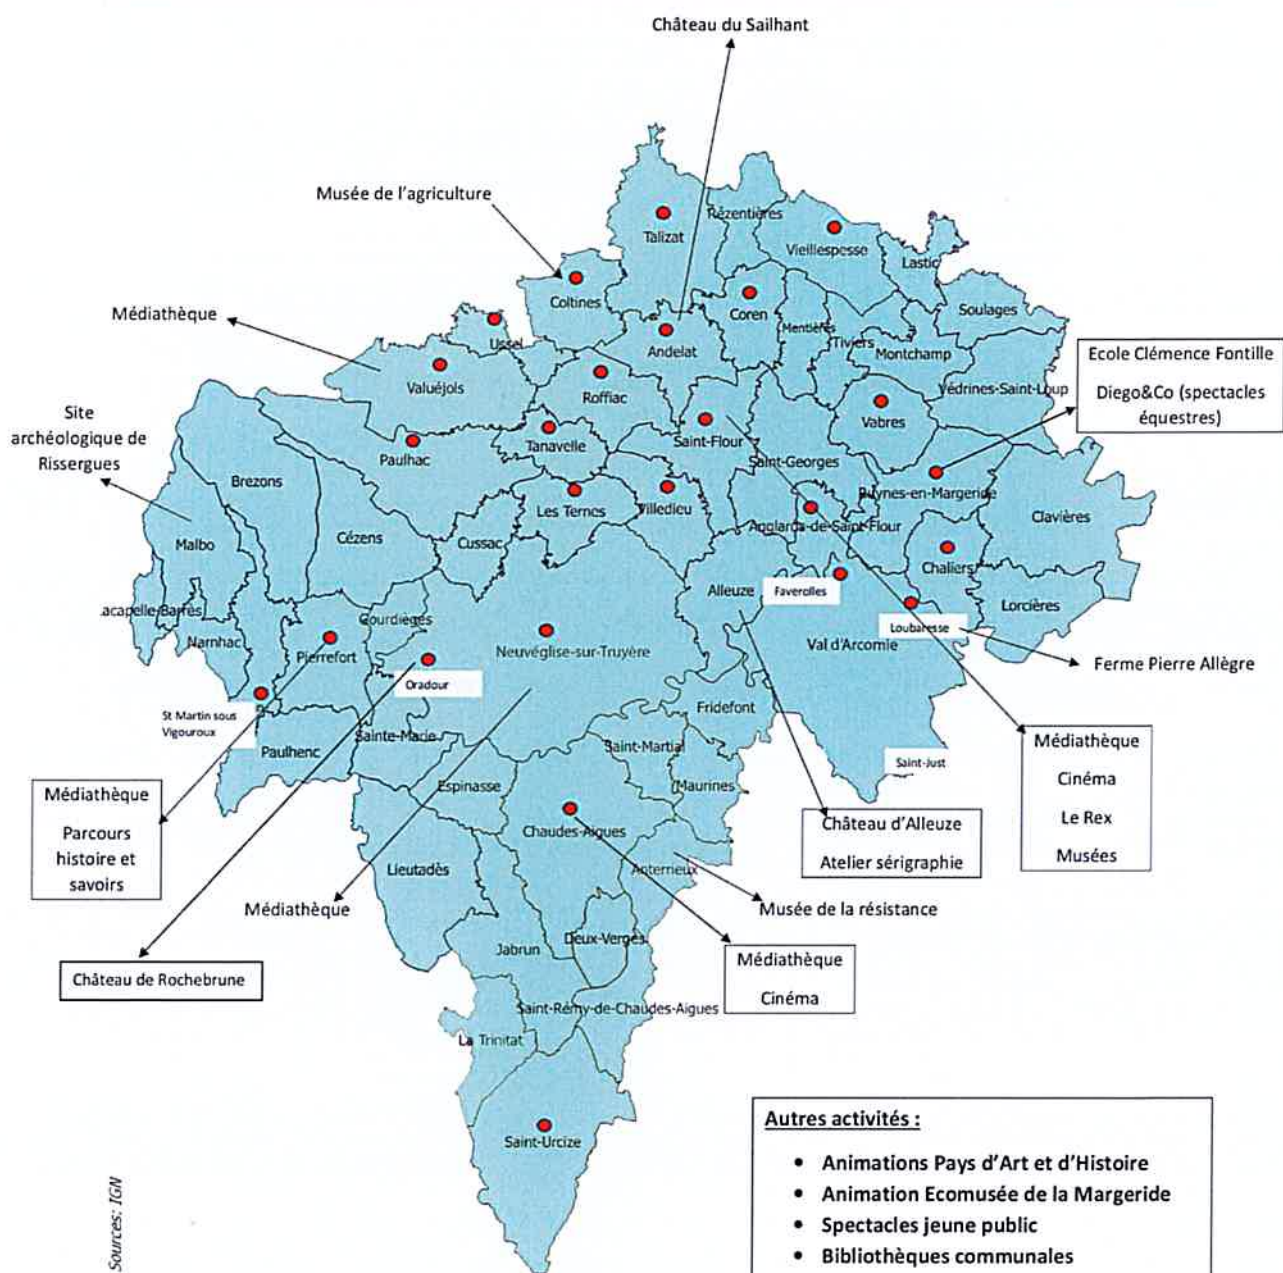 Château du Sailhant
Musée de l'agriculture
Rézentières
Talizat
Vieillespesse
Lastic
Coltines
Soulages
Coren
Médiathèque
Ussel
Andelat
Mentières
Tiviers
Montchamp
Ecole Clémence Fontille
Diego&Co (spectacles
équestres)
Valuéjols
Roffiac
Védrines-Saint-Loup
Vabres
Site
archéologique de
Rissergues
Tanavelle
Saint-Flour
Paulhac
Saint-Georges
Brezons
Ruynes-en-Margeride
Les Ternes
Villedieu
Clavières
Anglards-de-Saint-Flour
Malbo
Cézens
Cussac
Chaliers
Alleuze
Faverolles
Lorcières
Lacapelle-Barrès
Gourdièges
Narnhac
Loubaresse
Val d'Arcomie
Pierrefort
Neuvéglise-sur-Truyère
Ferme Pierre Allègre
Oradour
Fridefont
St Martin sous
Vigouroux
Sainte-Marie
Paulhenc
Saint-Martial
Saint-Just
Médiathèque
Cinéma
Le Rex
Musées
Espinasse
Maurines
Médiathèque
Parcours
histoire et
savoirs
Chaudes-Aigues
Château d'Alleuze
Atelier sérigraphie
Lieutadès
Anterrieux
Médiathèque
Musée de la résistance
Jabrun
Deux-Verges
Médiathèque
Cinéma
Château de Rochebrune
Saint-Rémy-de-Chaudes-Aigues
La Trinitat
Saint-Urcize
Autres activités :
• Animations Pays d'Art et d'Histoire
• Animation Ecomusée de la Margeride
• Spectacles jeune public
• Bibliothèques communales
Sources: IGN